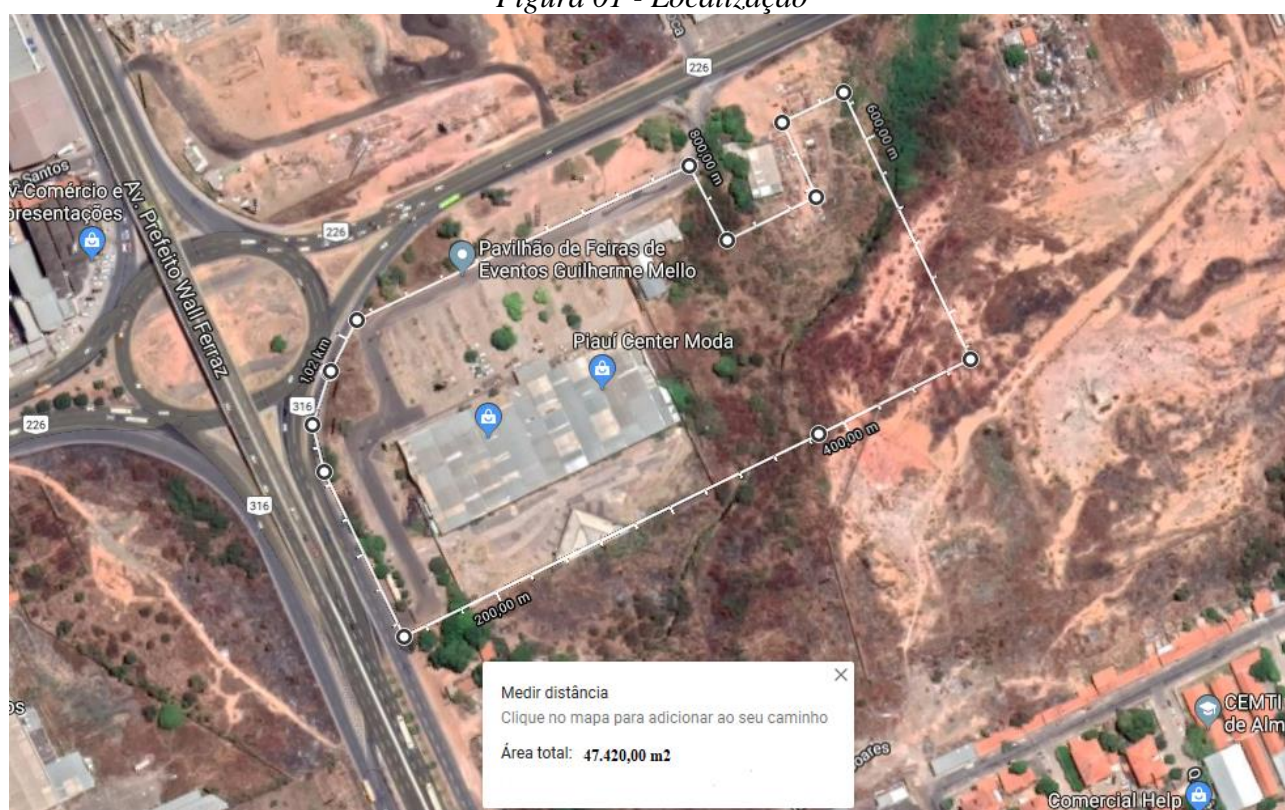 Figura 01 - Localização
226
Santos
Comércio e
presentações
Av. Prefeito Wall Ferraz
226
800,00 m
600,00 m
Pavilhão de Feiras de
Eventos Guilherme Mello
Piauí Center Moda
1,02 km
316
226
400,00 m
316
200,00 m
Medir distância
Clique no mapa para adicionar ao seu caminho
Área total: 47.420,00 m2
CEMTI
de Alm
oares
Comercial Help